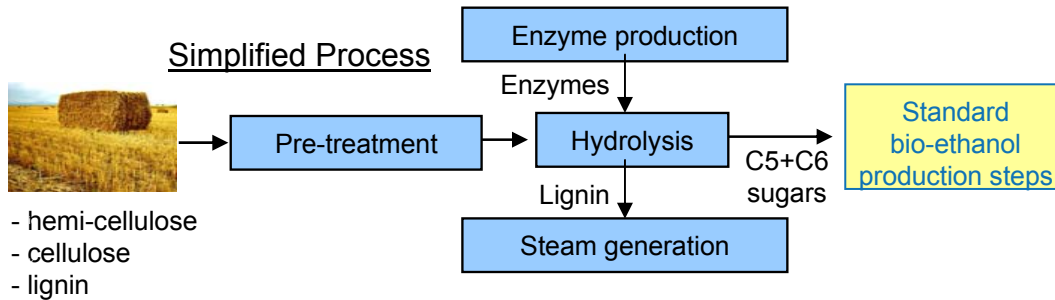 Simplified Process
Enzyme production
Enzymes
Pre-treatment
Hydrolysis
C5+C6
sugars
Standard
bio-ethanol
production steps
Lignin
Steam generation
- hemi-cellulose
- cellulose
- lignin